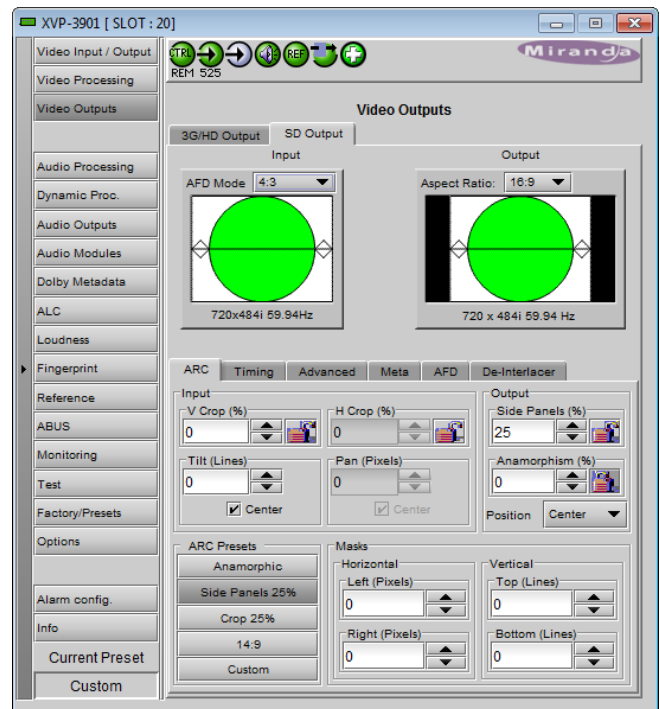 XVP-3901 [ SLOT : 20]
Video Input / Output
Video Processing
Video Outputs
Audio Processing
Dynamic Proc.
Audio Outputs
Audio Modules
Dolby Metadata
ALC
Loudness
Fingerprint
Reference
ABUS
Monitoring
Test
Factory/Presets
Options
Alarm config.
Info
Current Preset
Custom
CTRL
REF
REM 525
Miranda
Video Outputs
3G/HD Output
SD Output
Input
AFD Mode
4:3
720x484i 59.94Hz
Output
Aspect Ratio:
16:9
720 x 484i 59.94 Hz
ARC
Timing
Advanced
Meta
AFD
De-Interlacer
Input
V Crop (%)
0
H Crop (%)
0
Tilt (Lines)
0
Center
Pan (Pixels)
0
Center
Output
Side Panels (%)
25
Anamorphism (%)
0
Position
Center
ARC Presets
Anamorphic
Side Panels 25%
Crop 25%
14:9
Custom
Masks
Horizontal
Left (Pixels)
0
Right (Pixels)
0
Vertical
Top (Lines)
0
Bottom (Lines)
0